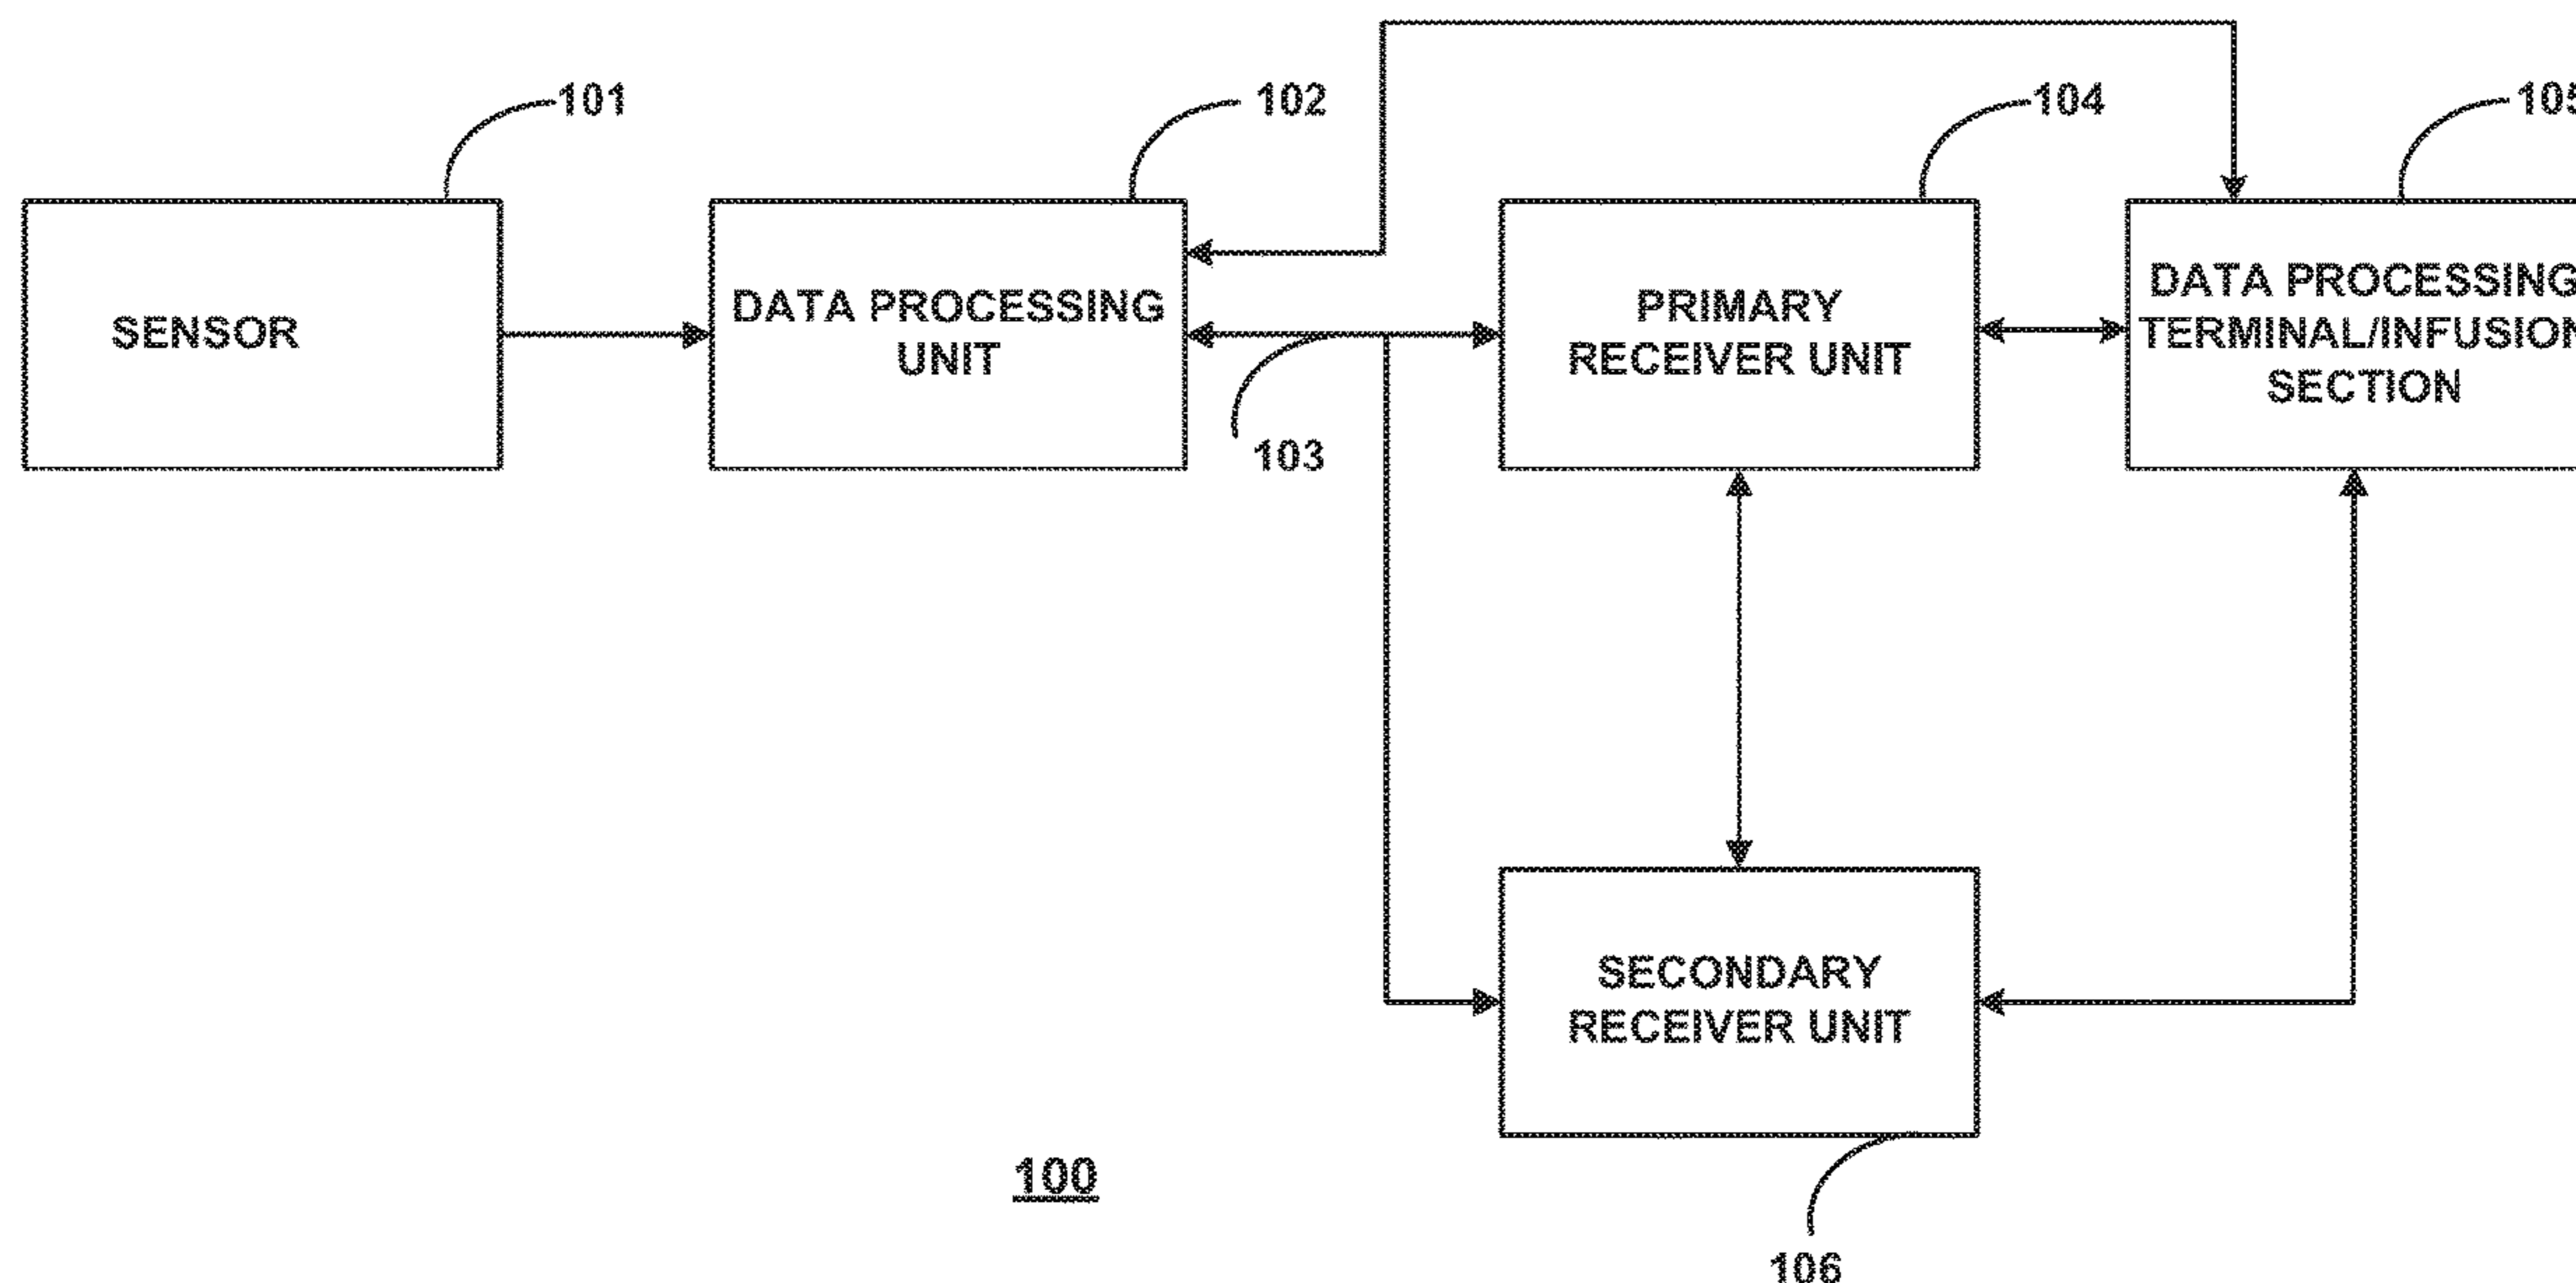 101
102
104
105
SENSOR
DATA PROCESSING
UNIT
103
PRIMARY
RECEIVER UNIT
DATA PROCESSING
TERMINAL/INFUSION
SECTION
SECONDARY
RECEIVER UNIT
100
106